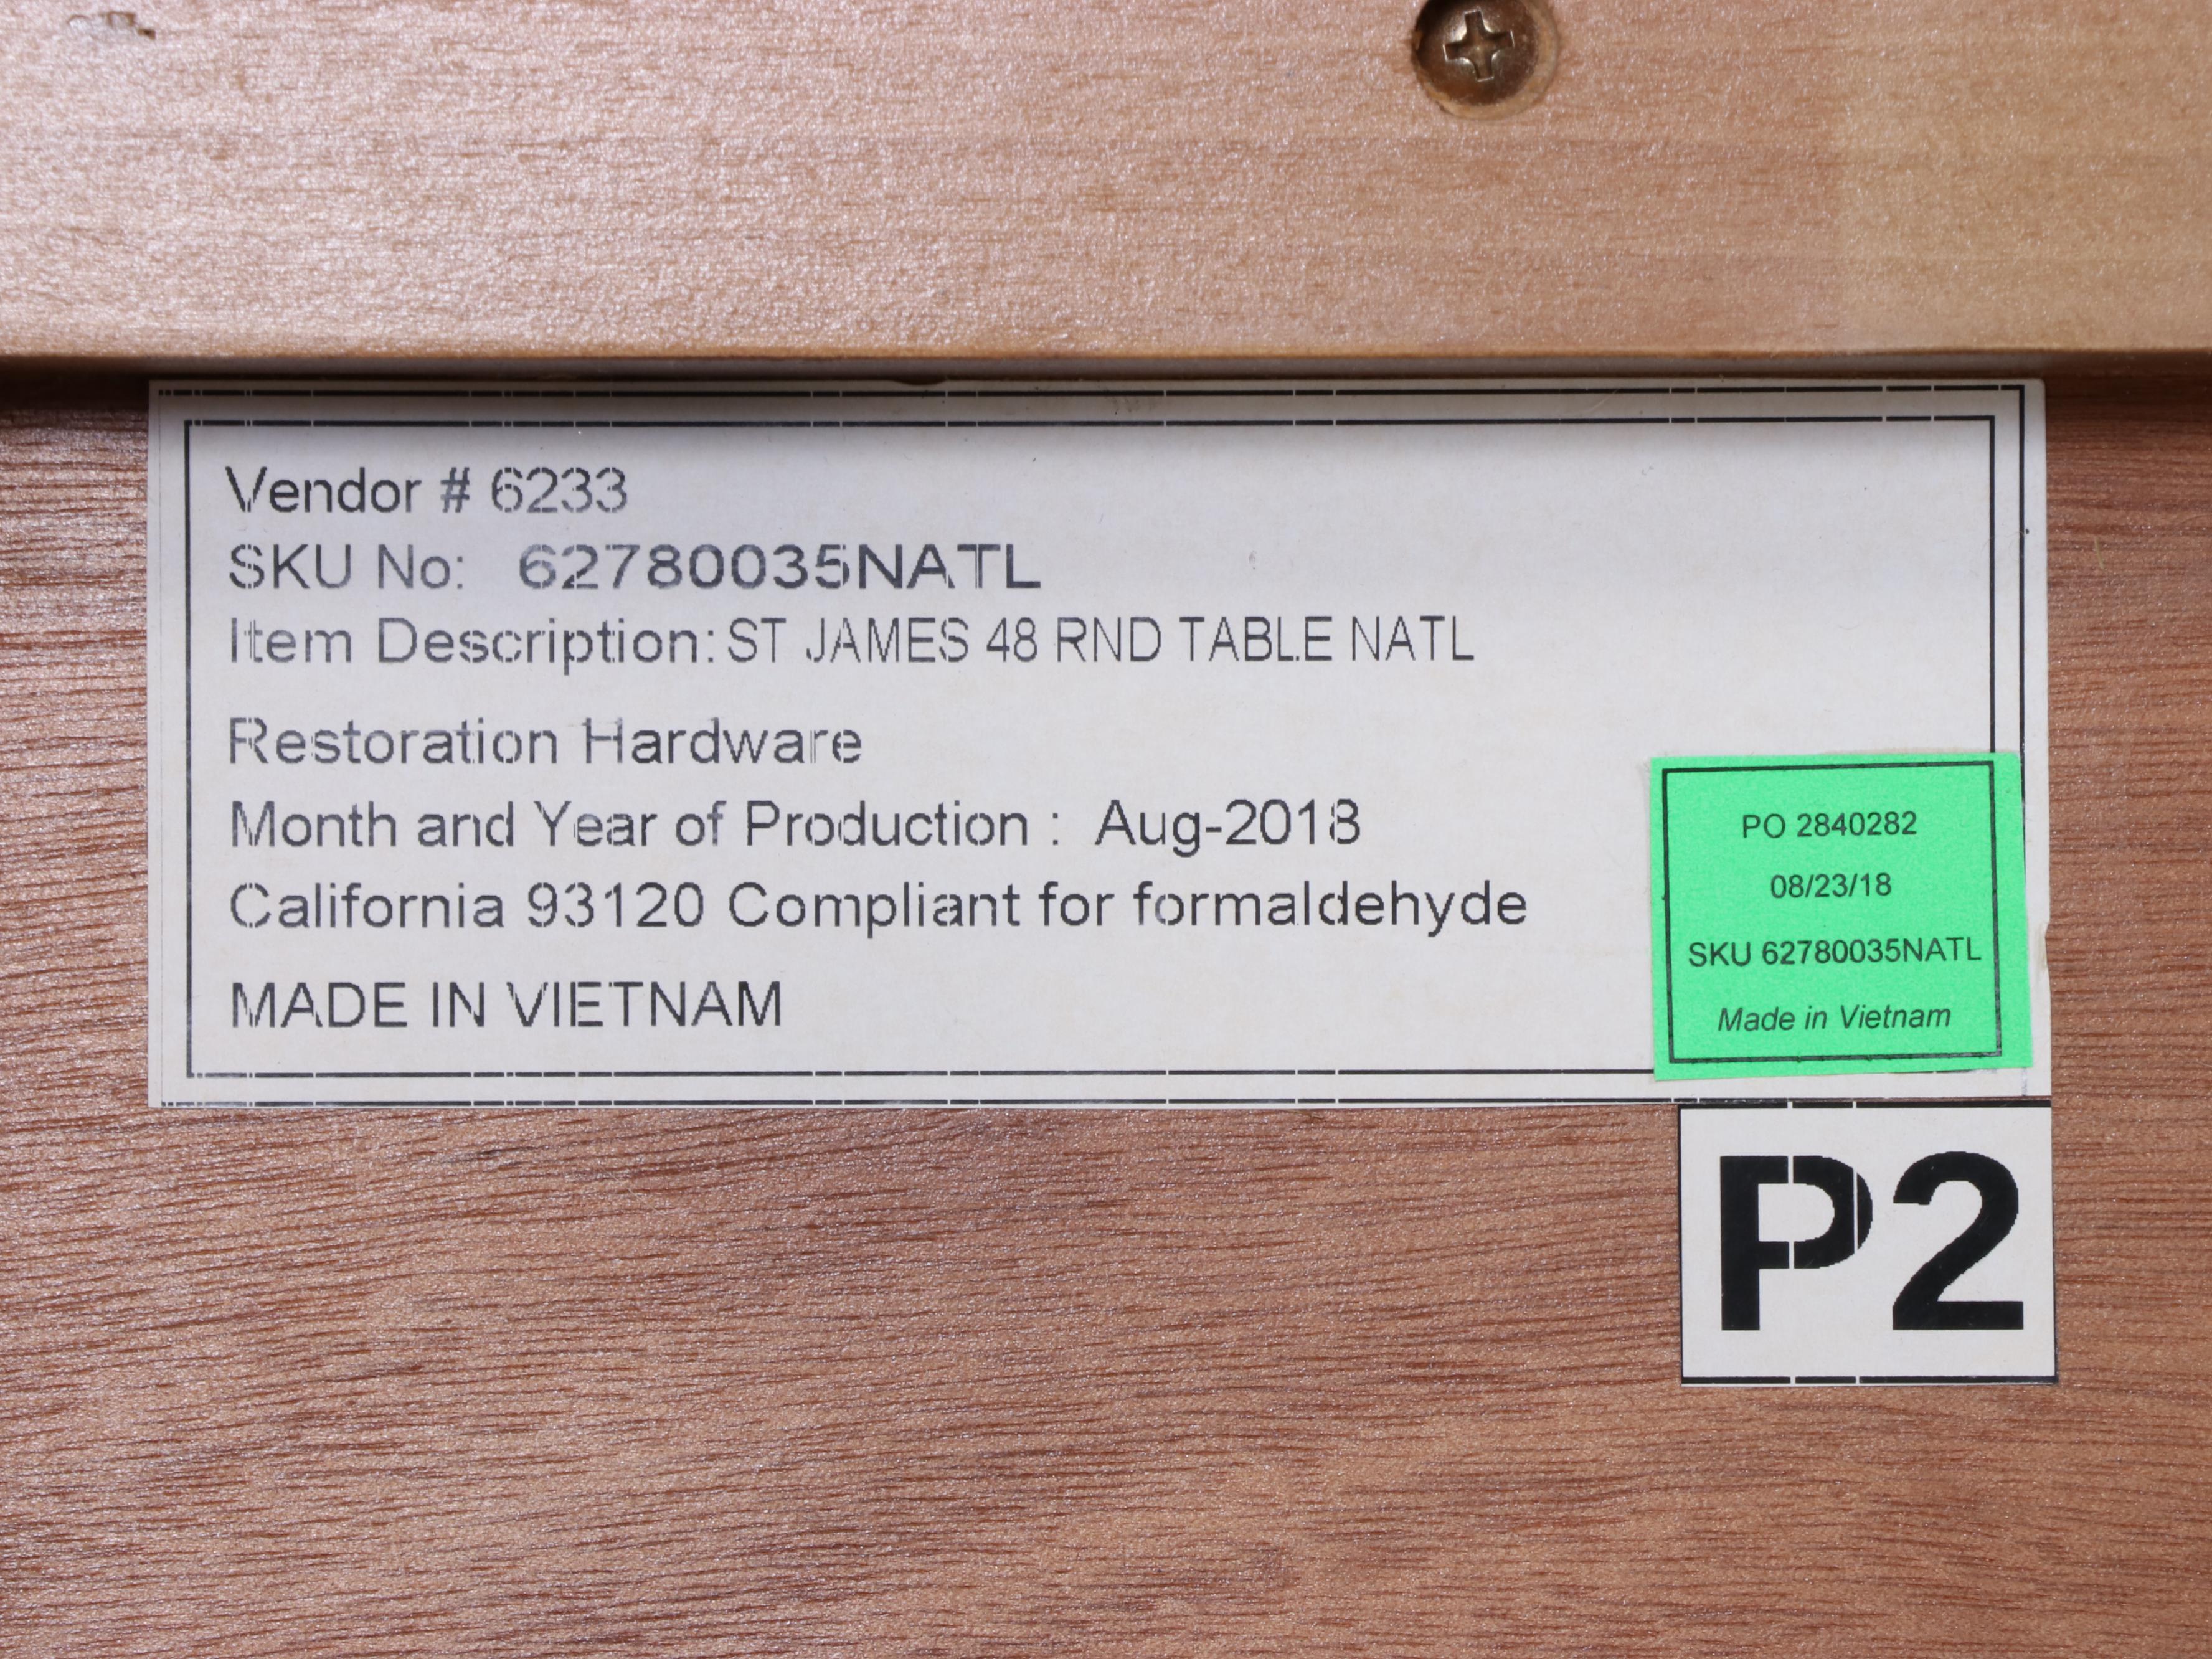 Vendor # 6233
SKU No: 62780035NATL
Item Description: ST JAMES 48 RND TABLE NATL
Restoration Hardware
Month and Year of Production : Aug-2018
California 93120 Compliant for formaldehyde
MADE IN VIETNAM
PO 2840282
08/23/18
SKU 62780035NATL
Made in Vietnam
P2